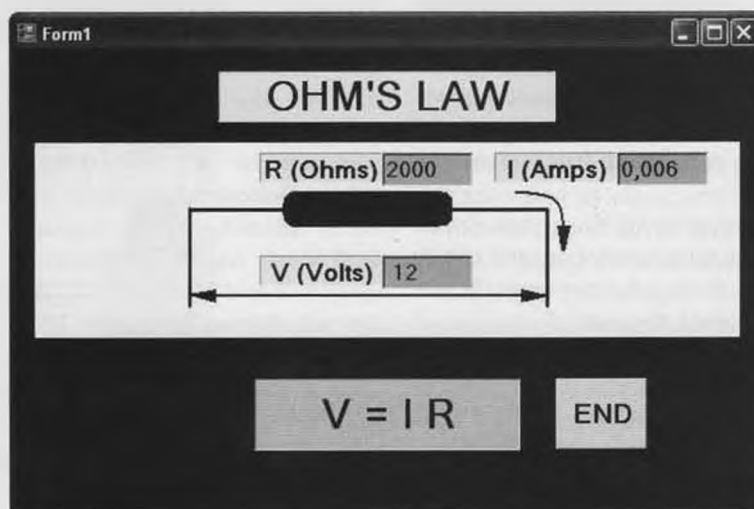 Form1
OHM'S LAW
R (Ohms) 2000 I (Amps) 0,006
V (Volts) 12
V = I R END